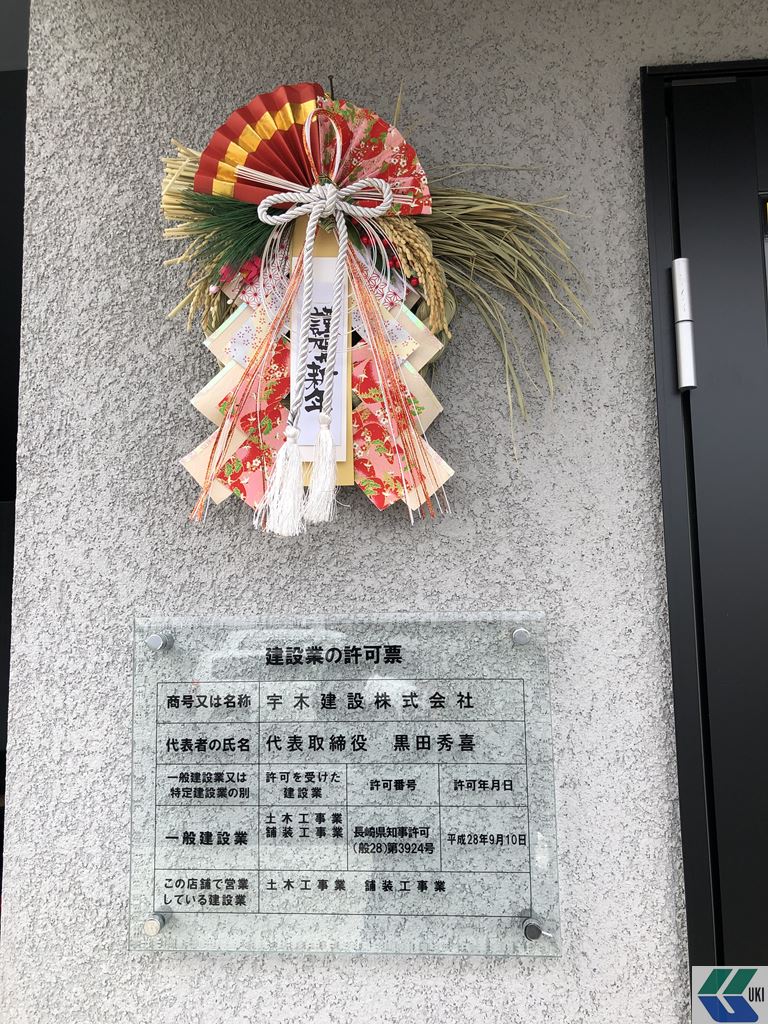 謹賀新年
建設業の許可票
商号又は名称 宇木建設株式会社
代表者の氏名 代表取締役 黒田秀喜
一般建設業又は
特定建設業の別
許可を受けた
建設業
許可番号
許可年月日
一般建設業
土木工事業
舗装工事業
長崎県知事許可
(般28)第3924号
平成28年9月10日
この店舗で営業
している建設業
土木工事業 舗装工事業
UKI